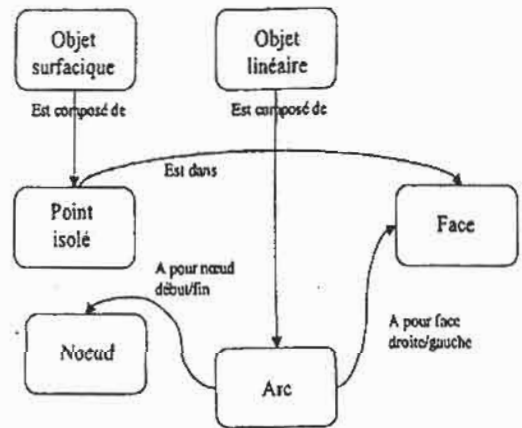 Objet
surfacique
Objet
linéaire
Est composé de
Est composé de
Est dans
Point
isolé
Face
A pour nœud
début/fin
A pour face
droite/gauche
Noeud
Arc